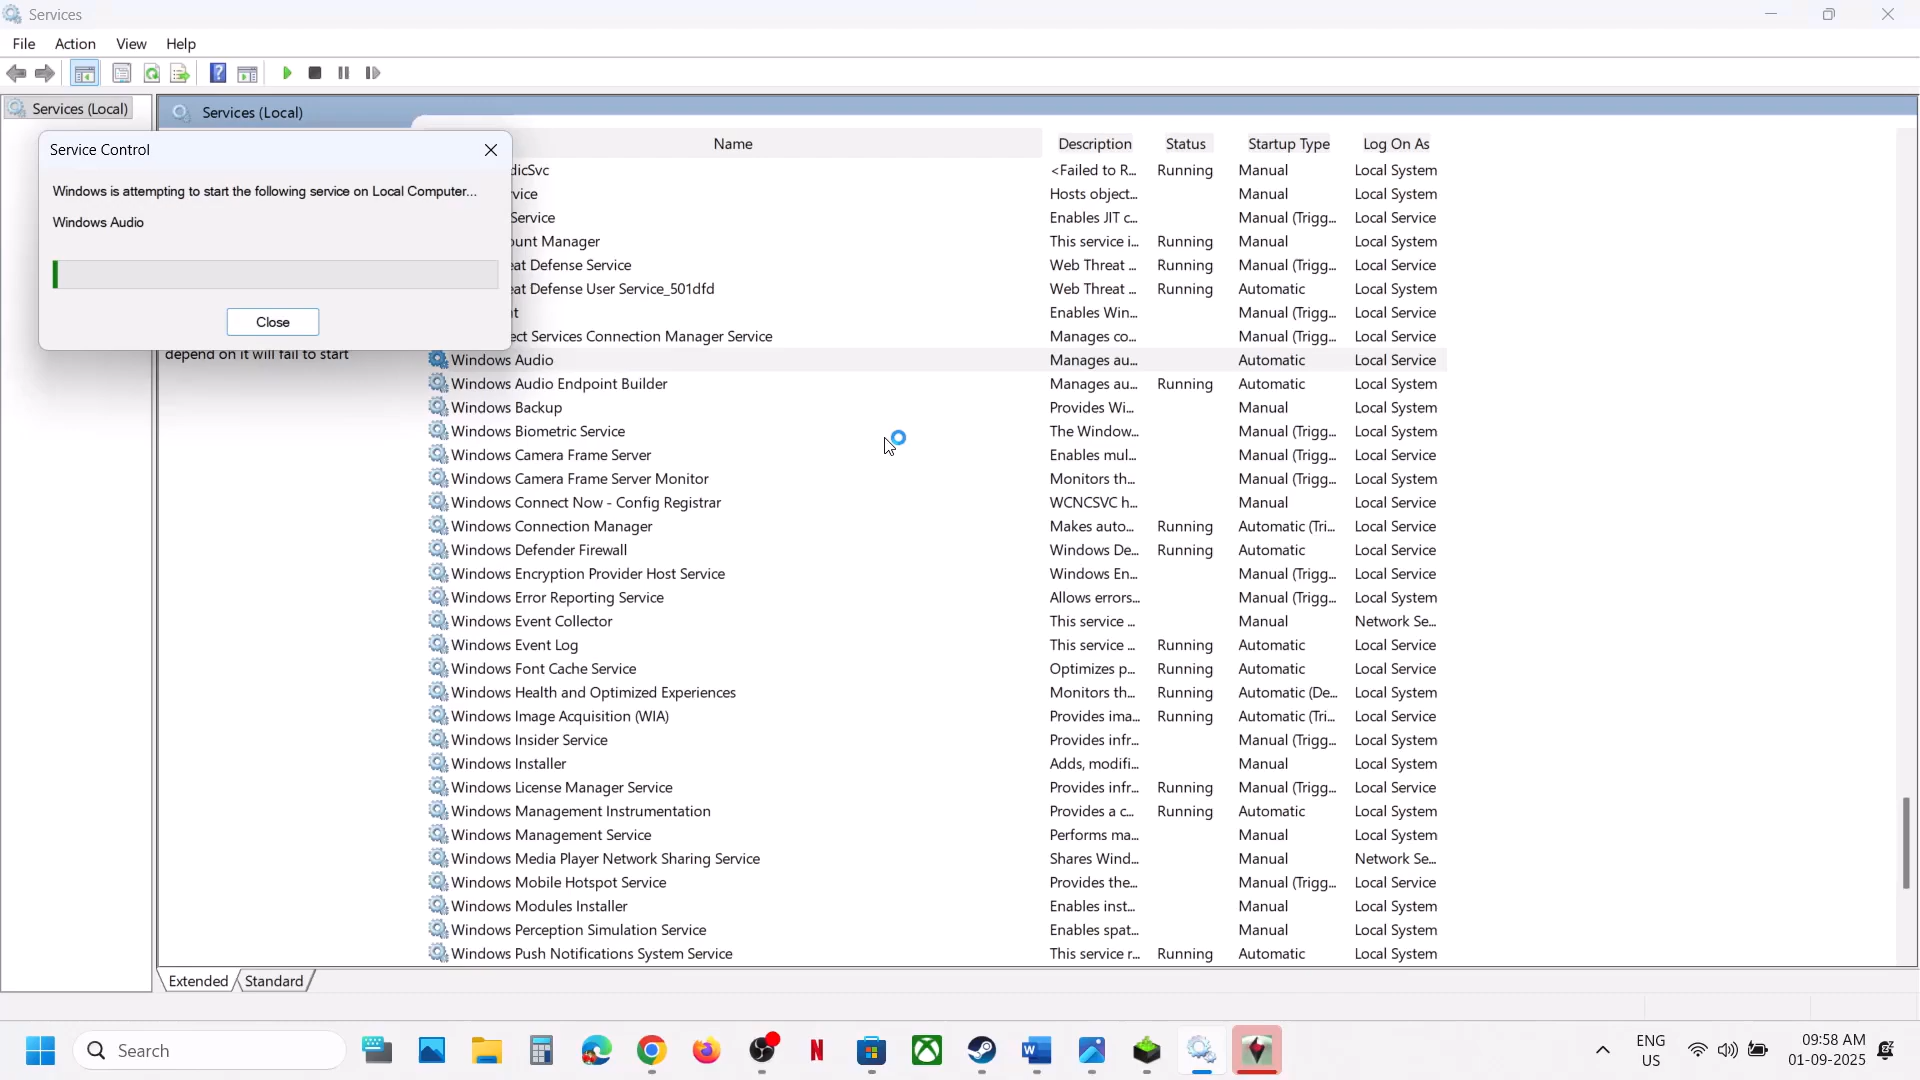 Services
File Action View Help
Services (Local)
Services (Local)
Service Control
Windows is attempting to start the following service on Local Computer...
Windows Audio
Close
depend on it will fail to start
Name Description Status Startup Type Log On As
dicSvc <Failed to R... Running Manual Local System
vice Hosts object... Manual Local System
Service Enables JIT c... Manual (Trigg... Local Service
ount Manager This service i... Running Manual Local System
eat Defense Service Web Threat ... Running Manual (Trigg... Local Service
eat Defense User Service_501dfd Web Threat ... Running Automatic Local System
t Enables Win... Manual (Trigg... Local Service
ect Services Connection Manager Service Manages co... Manual (Trigg... Local System
Windows Audio Manages au... Automatic Local Service
Windows Audio Endpoint Builder Manages au... Running Automatic Local System
Windows Backup Provides Wi... Manual Local System
Windows Biometric Service The Window... Manual (Trigg... Local System
Windows Camera Frame Server Enables mul... Manual (Trigg... Local Service
Windows Camera Frame Server Monitor Monitors th... Manual (Trigg... Local System
Windows Connect Now - Config Registrar WCNCSVC h... Manual Local Service
Windows Connection Manager Makes auto... Running Automatic (Tri... Local Service
Windows Defender Firewall Windows De... Running Automatic Local Service
Windows Encryption Provider Host Service Windows En... Manual (Trigg... Local Service
Windows Error Reporting Service Allows errors... Manual (Trigg... Local System
Windows Event Collector This service ... Manual Network Se...
Windows Event Log This service ... Running Automatic Local Service
Windows Font Cache Service Optimizes p... Running Automatic Local Service
Windows Health and Optimized Experiences Monitors th... Running Automatic (De... Local System
Windows Image Acquisition (WIA) Provides ima... Running Automatic (Tri... Local Service
Windows Insider Service Provides infr... Manual (Trigg... Local System
Windows Installer Adds, modifi... Manual Local System
Windows License Manager Service Provides infr... Running Manual (Trigg... Local Service
Windows Management Instrumentation Provides a c... Running Automatic Local System
Windows Management Service Performs ma... Manual Local System
Windows Media Player Network Sharing Service Shares Wind... Manual Network Se...
Windows Mobile Hotspot Service Provides the... Manual (Trigg... Local Service
Windows Modules Installer Enables inst... Manual Local System
Windows Perception Simulation Service Enables spat... Manual Local System
Windows Push Notifications System Service This service r... Running Automatic Local System
Extended Standard
Search
ENG
US
09:58 AM
01-09-2025